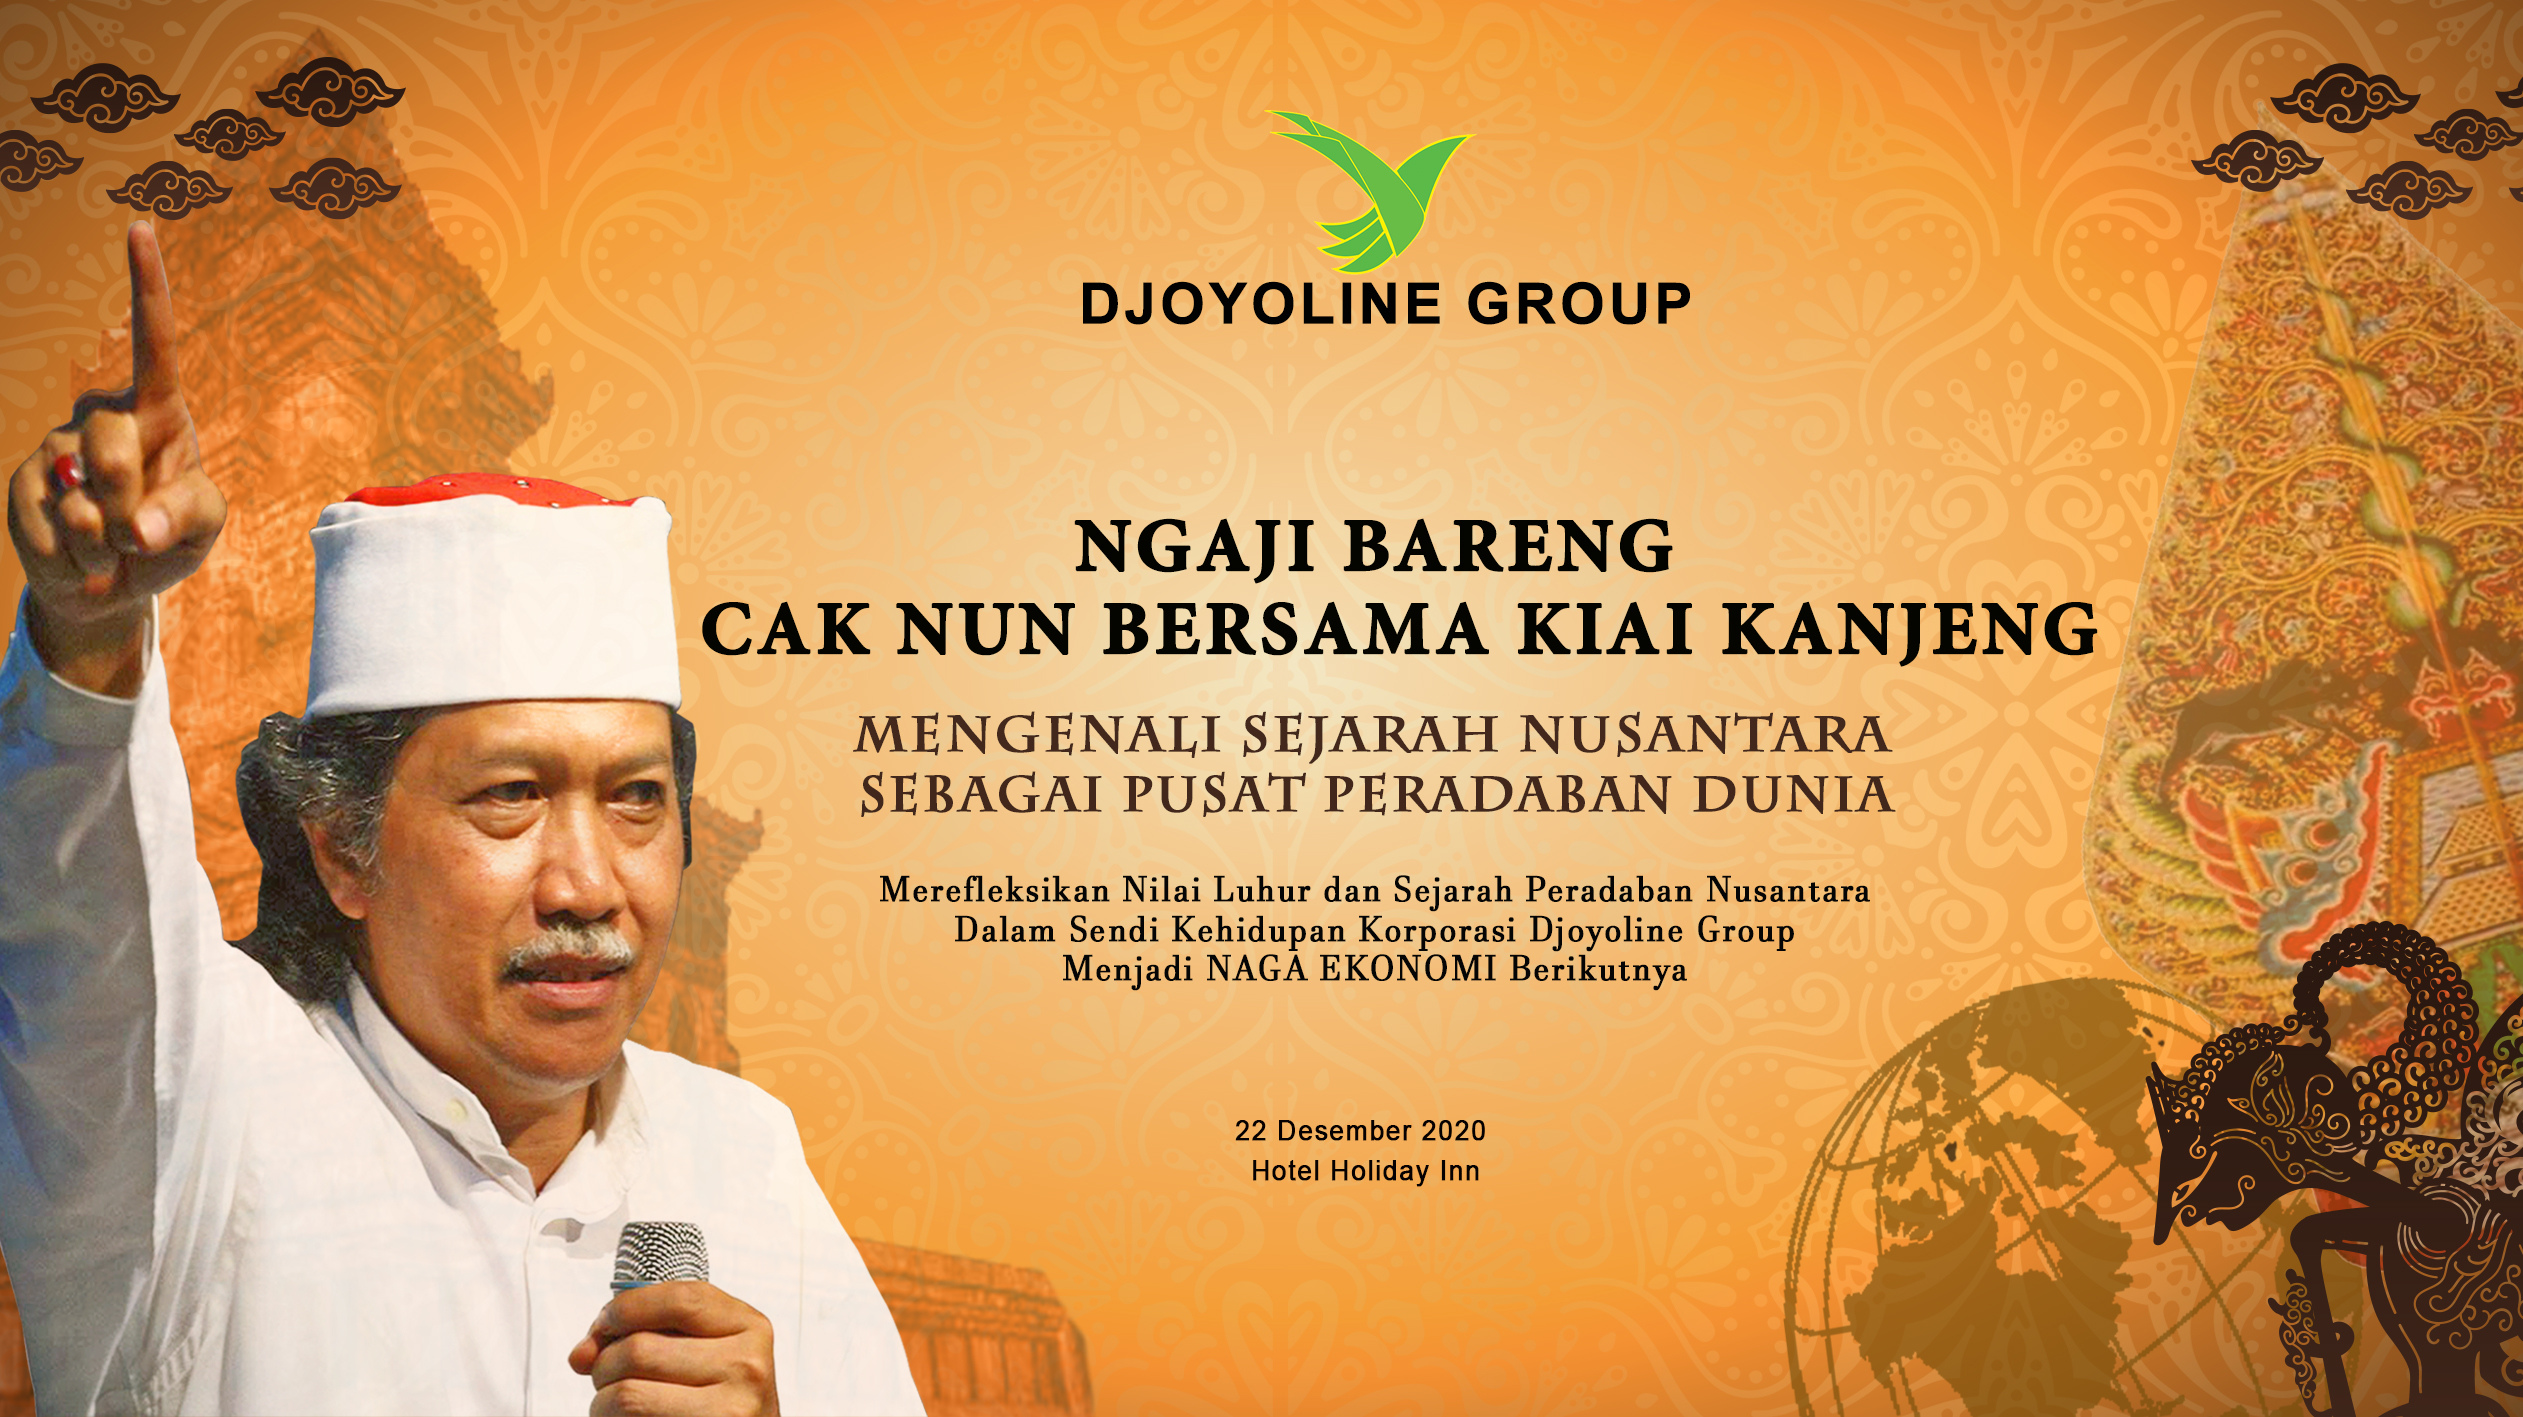 DJOYOLINE GROUP
NGAJI BARENG
CAK NUN BERSAMA KIAI KANJENG
MENGENALI SEJARAH NUSANTARA
SEBAGAI PUSAT PERADABAN DUNIA
Merefleksikan Nilai Luhur dan Sejarah Peradaban Nusantara
Dalam Sendi Kehidupan Korporasi Djoyoline Group
Menjadi NAGA EKONOMI Berikutnya
22 Desember 2020
Hotel Holiday Inn